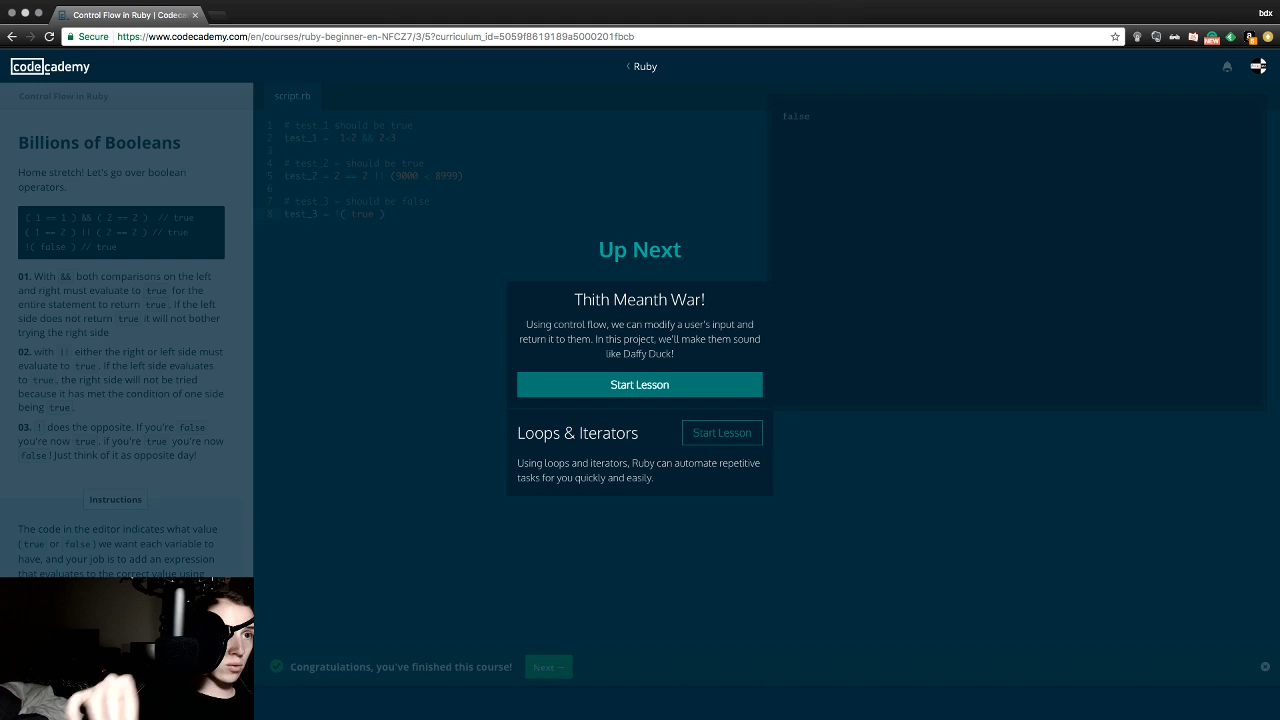 Control Flow in Ruby | Codec
bdx
Secure https://www.codecademy.com/en/courses/ruby-beginner-en-NFCZ7/3/5?curriculum_id=5059f8619189a5000201fbcb
codecademy
Ruby
Control Flow in Ruby
Billions of Booleans
Home stretch! Let's go over boolean
operators.
( 1 == 1 ) && ( 2 == 2 ) // true
( 1 == 2 ) || ( 2 == 2 ) // true
!( false ) // true
01. With && both comparisons on the left
and right must evaluate to true for the
entire statement to return true. If the left
side does not return true it will not bother
trying the right side
02. with || either the right or left side must
evaluate to true. If the left side evaluates
to true, the right side will not be tried
because it has met the condition of one side
being true.
03. ! does the opposite. If you're false
you're now true. if you're true you're now
false! Just think of it as opposite day!
Instructions
The code in the editor indicates what value
(true or false) we want each variable to
have, and your job is to add an expression
that evaluates to the correct value using
script.rb
1 # test_1 should be true
2 test_1 = 1<2 && 2<3
3
4 # test_2 = should be true
5 test_2 = 2 == 2 || (9000 < 8999)
6
7 # test_3 = should be false
8 test_3 = !( true )
false
Up Next
Thith Meanth War!
Using control flow, we can modify a user's input and
return it to them. In this project, we'll make them sound
like Daffy Duck!
Start Lesson
Loops & Iterators
Start Lesson
Using loops and iterators, Ruby can automate repetitive
tasks for you quickly and easily.
Congratulations, you've finished this course!
Next →